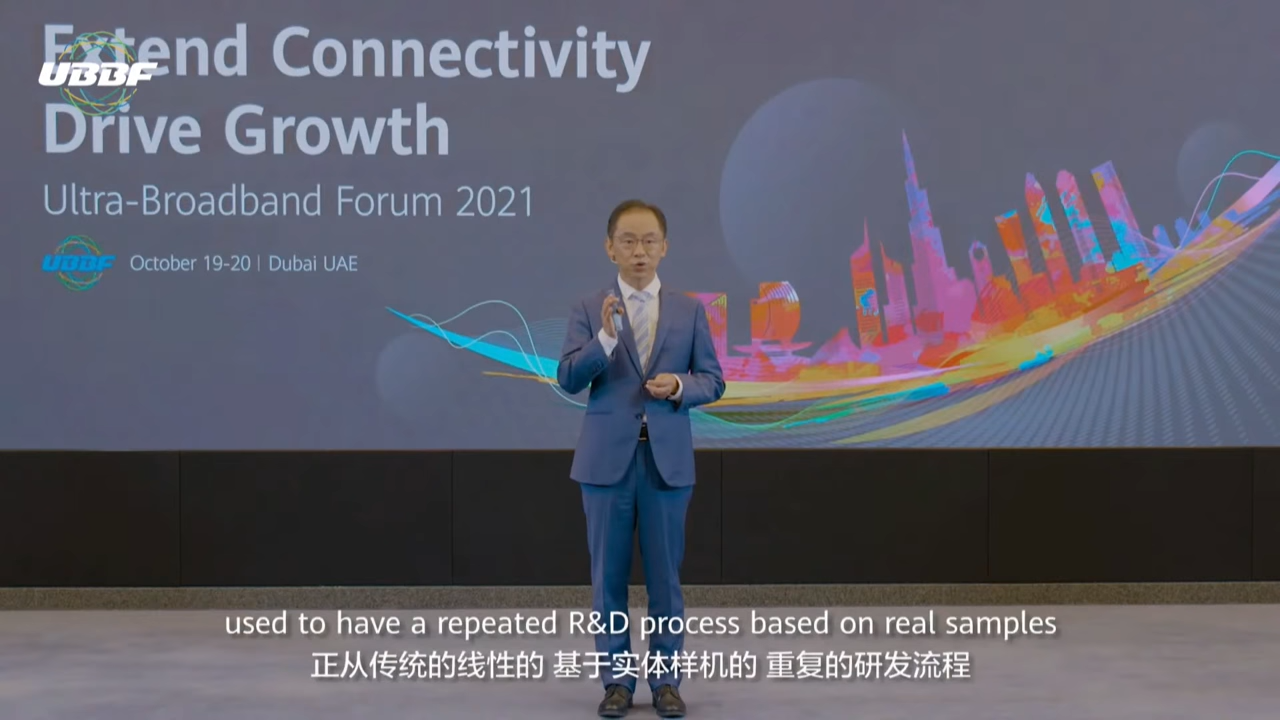 Extend Connectivity
UBBF
Drive Growth
Ultra-Broadband Forum 2021
UBBF October 19-20 | Dubai UAE
used to have a repeated R&D process based on real samples
正从传统的线性的 基于实体样机的 重复的研发流程